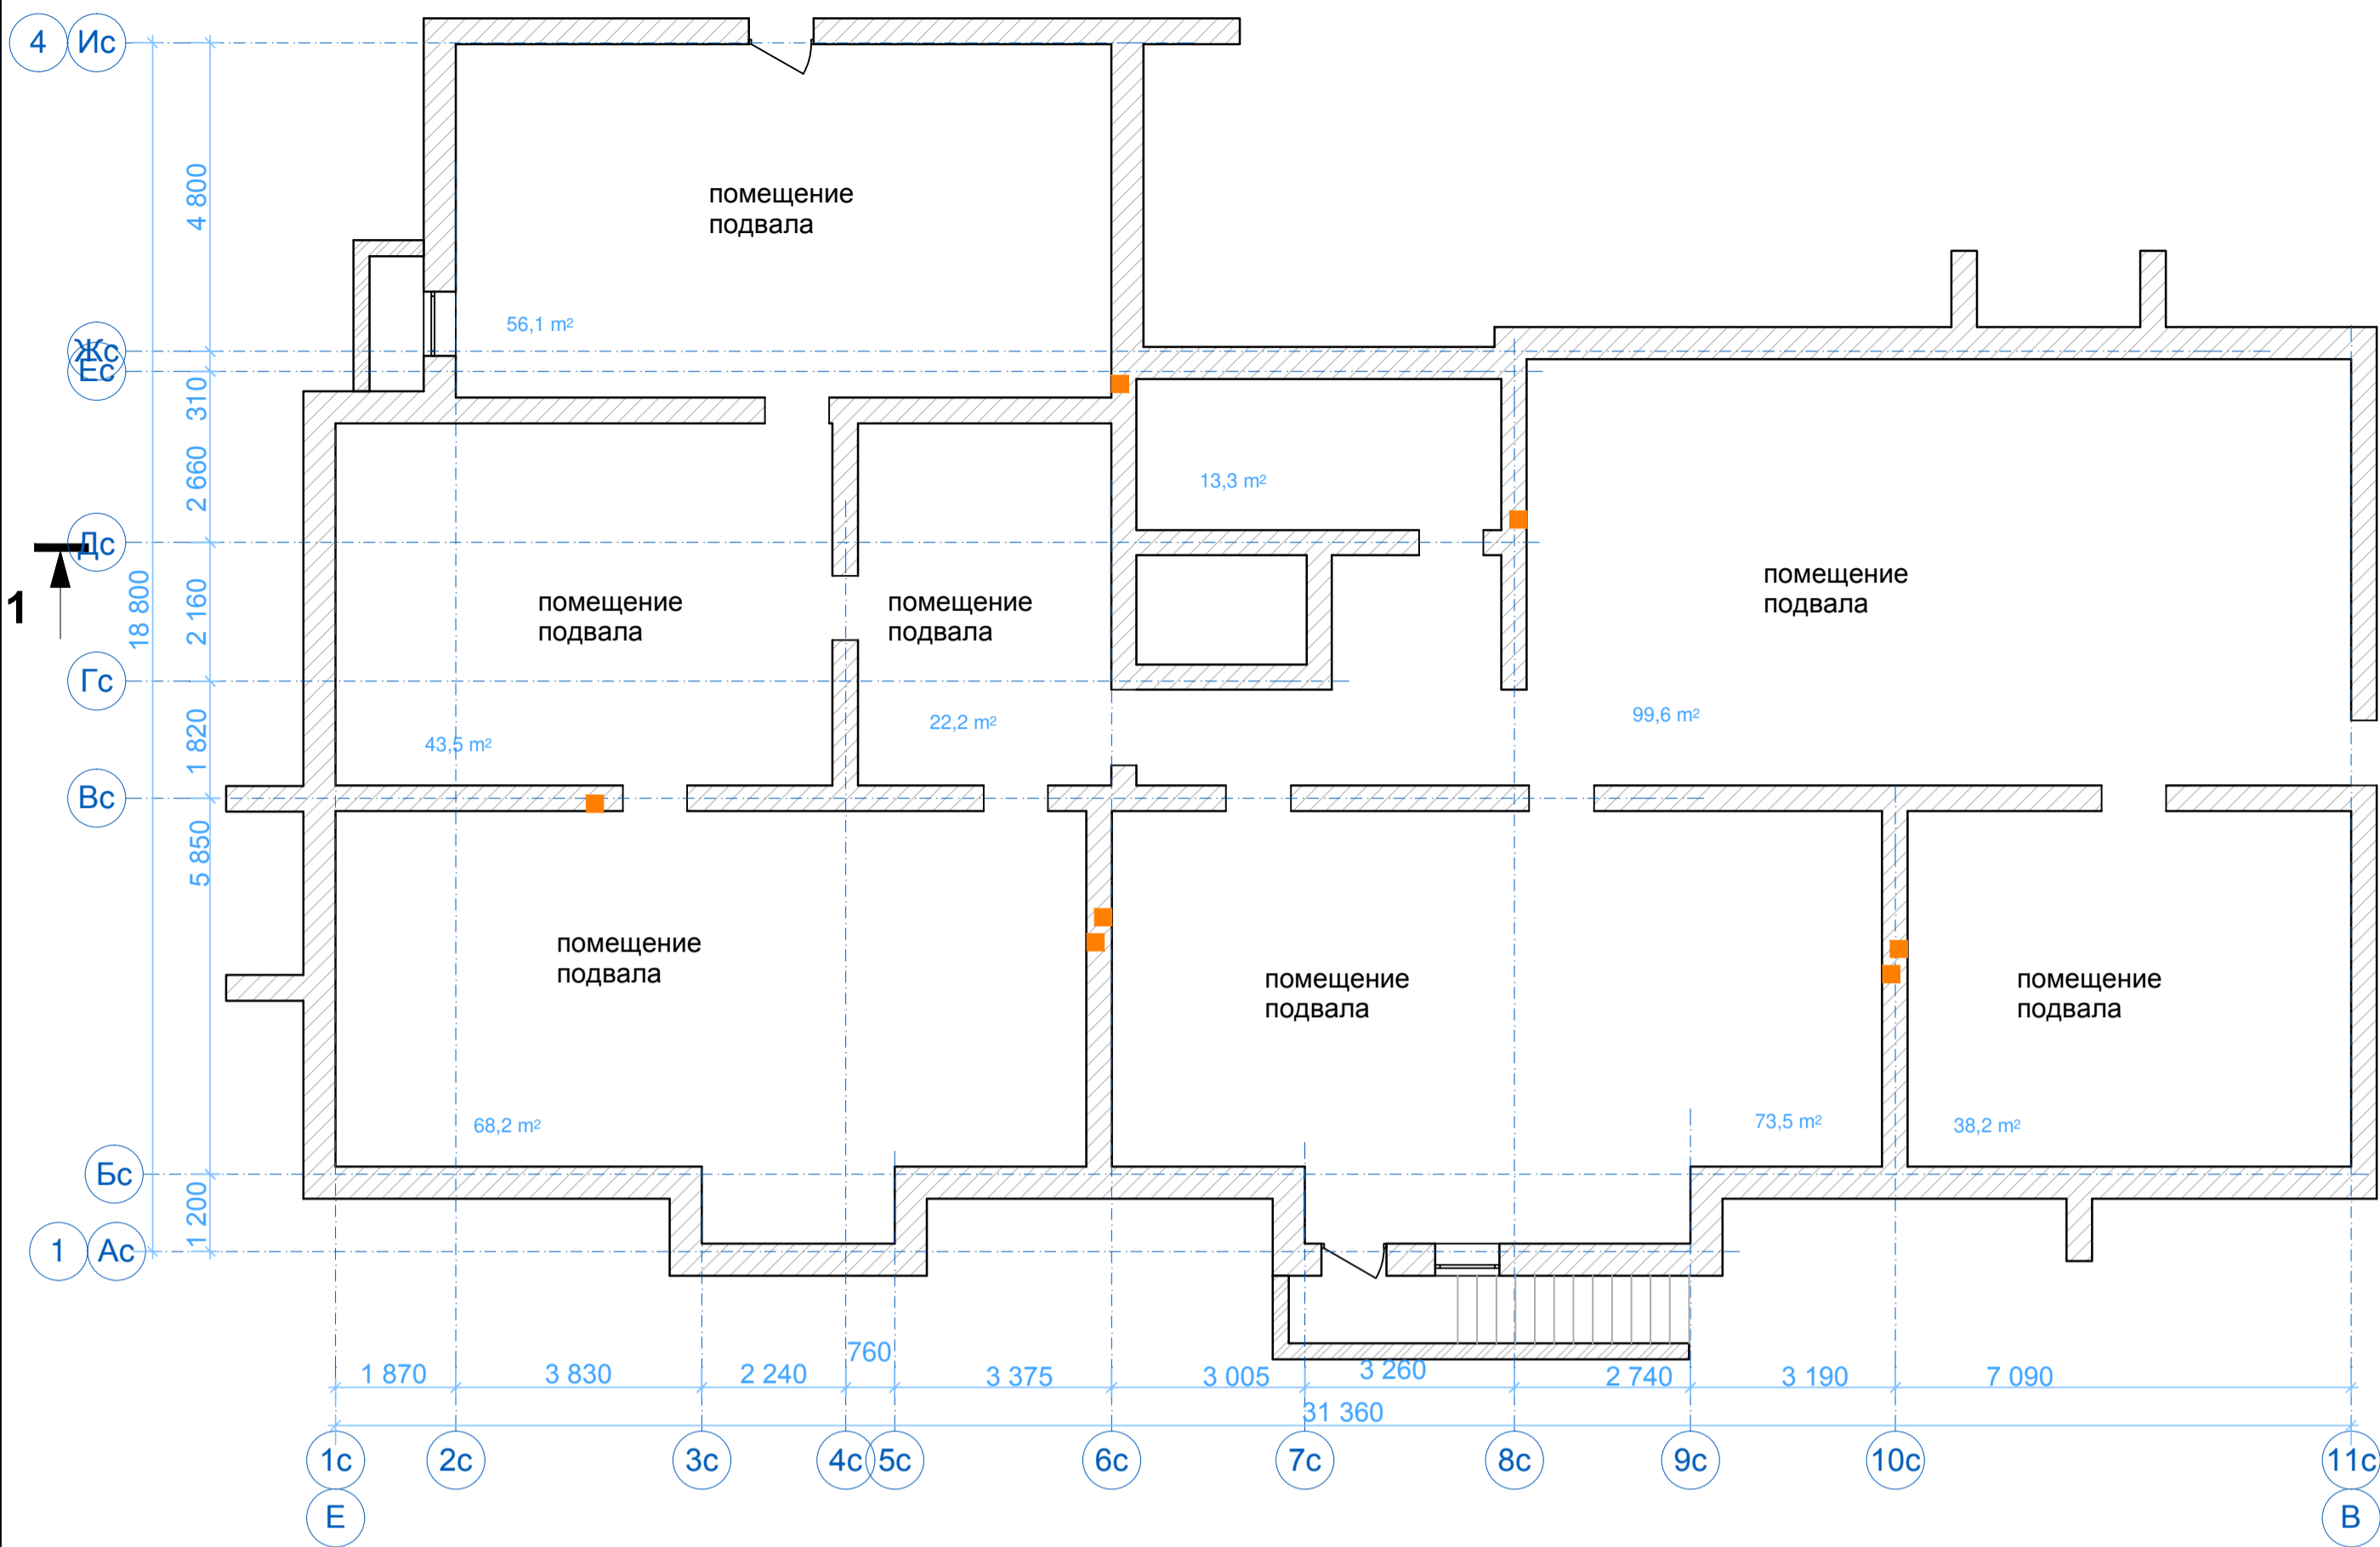 4 Ис
4 800
помещение
подвала
56,1 m²
Жс
Ес
310
2 660
13,3 m²
Дс
1
18 800
2 160
помещение
подвала
помещение
подвала
помещение
подвала
Гс
1 820
43,5 m²
22,2 m²
99,6 m²
Вс
5 850
помещение
подвала
помещение
подвала
помещение
подвала
68,2 m²
73,5 m²
38,2 m²
Бс
1 200
1 Ас
1 870 3 830 2 240 760 3 375 3 005 3 260 2 740 3 190 7 090
31 360
1с 2с 3с 4с 5с 6с 7с 8с 9с 10с 11с
Е В